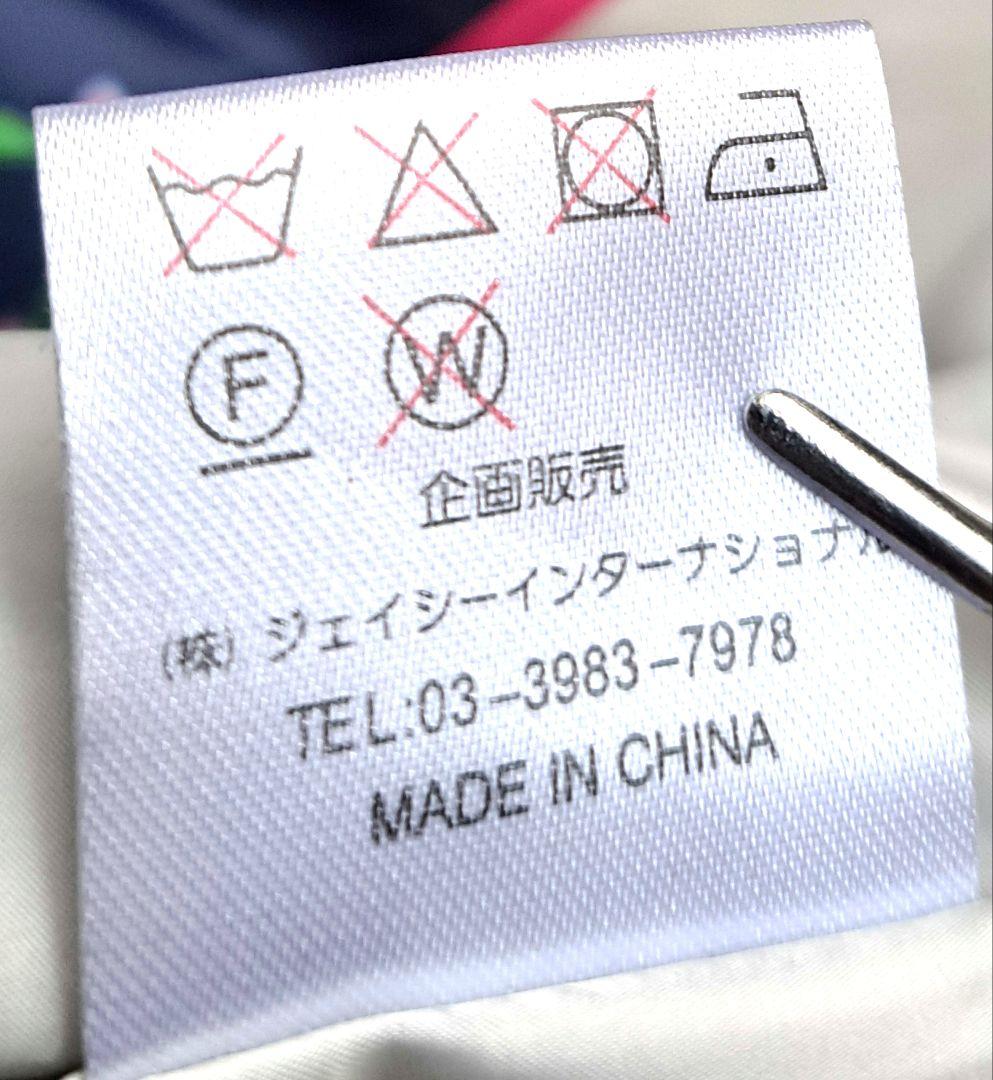 F W
企画販売
(株) ジェイシーインターナショナル
TEL:03-3983-7978
MADE IN CHINA